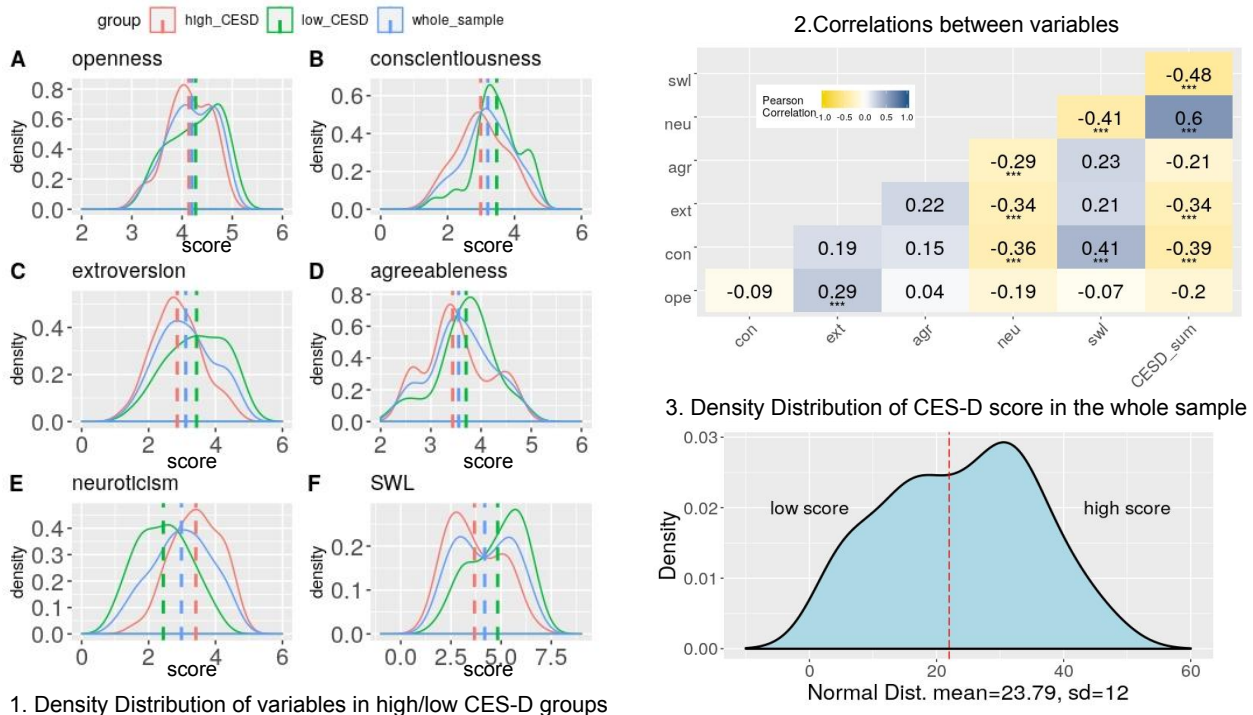 group high_CESD low_CESD whole_sample
A openness
density
0.8
0.6
0.4
0.2
0.0
2 3 4 5 6
score
B conscientiousness
density
0.6
0.4
0.2
0.0
0 2 4 6
score
C extroversion
density
0.4
0.2
0.0
0 2 4 6
score
D agreeableness
density
0.8
0.6
0.4
0.2
0.0
2 3 4 5 6
score
E neuroticism
density
0.4
0.3
0.2
0.1
0.0
0 2 4 6
score
F SWL
density
0.2
0.1
0.0
0.0 2.5 5.0 7.5
score
1. Density Distribution of variables in high/low CES-D groups
2.Correlations between variables
Pearson
Correlation -1.0 -0.5 0.0 0.5 1.0
swl -0.48
***
neu -0.41 0.6
*** ***
agr -0.29 0.23 -0.21
***
ext 0.22 -0.34 0.21 -0.34
*** ***
con 0.19 0.15 -0.36 0.41 -0.39
*** *** ***
ope -0.09 0.29 0.04 -0.19 -0.07 -0.2
***
con ext agr neu swl CESD_sum
3. Density Distribution of CES-D score in the whole sample
Density
0.03
0.02
0.01
0.00
low score high score
0 20 40 60
Normal Dist. mean=23.79, sd=12